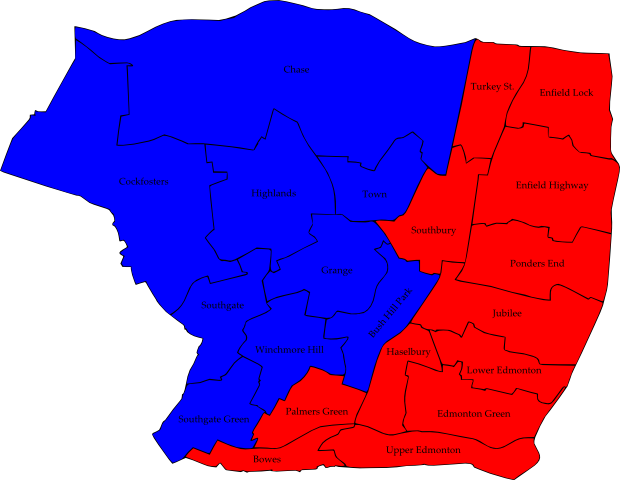 Chase
Turkey St.
Enfield Lock
Cockfosters
Highlands
Town
Enfield Highway
Southbury
Grange
Ponders End
Southgate
Bush Hill Park
Jubilee
Winchmore Hill
Haselbury
Lower Edmonton
Southgate Green
Palmers Green
Edmonton Green
Bowes
Upper Edmonton